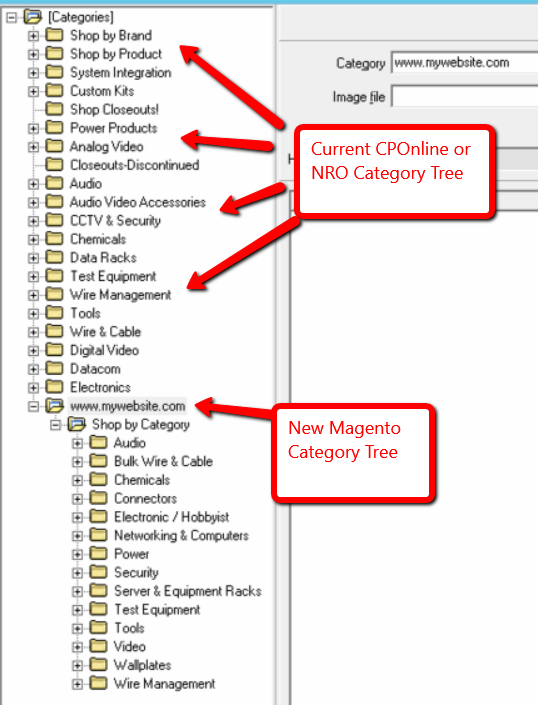 [Categories]
Shop by Brand
Shop by Product
System Integration
Custom Kits
Shop Closeouts!
Power Products
Analog Video
Closeouts-Discontinued
Audio
Audio Video Accessories
CCTV & Security
Chemicals
Data Racks
Test Equipment
Wire Management
Tools
Wire & Cable
Digital Video
Datacom
Electronics
www.mywebsite.com
Shop by Category
Audio
Bulk Wire & Cable
Chemicals
Connectors
Electronic / Hobbyist
Networking & Computers
Power
Security
Server & Equipment Racks
Test Equipment
Tools
Video
Wallplates
Wire Management
Category www.mywebsite.com
Image file
H
Current CPOnline or
NRO Category Tree
New Magento
Category Tree